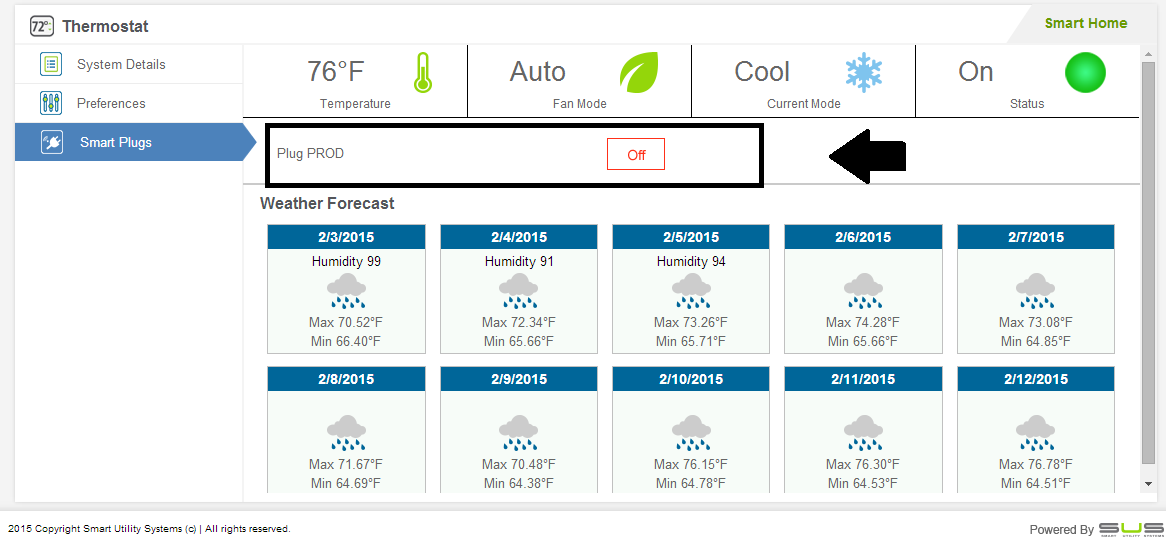 72°
Thermostat
Smart Home
System Details
Preferences
Smart Plugs
76°F
Temperature
Auto
Fan Mode
Cool
Current Mode
On
Status
Plug PROD
Off
Weather Forecast
2/3/2015
Humidity 99
Max 70.52°F
Min 66.40°F
2/4/2015
Humidity 91
Max 72.34°F
Min 65.66°F
2/5/2015
Humidity 94
Max 73.26°F
Min 65.71°F
2/6/2015
Max 74.28°F
Min 65.66°F
2/7/2015
Max 73.08°F
Min 64.85°F
2/8/2015
Max 71.67°F
Min 64.69°F
2/9/2015
Max 70.48°F
Min 64.38°F
2/10/2015
Max 76.15°F
Min 64.78°F
2/11/2015
Max 76.30°F
Min 64.53°F
2/12/2015
Max 76.78°F
Min 64.51°F
2015 Copyright Smart Utility Systems (c) | All rights reserved.
Powered By SUS
SMART UTILITY SYSTEMS